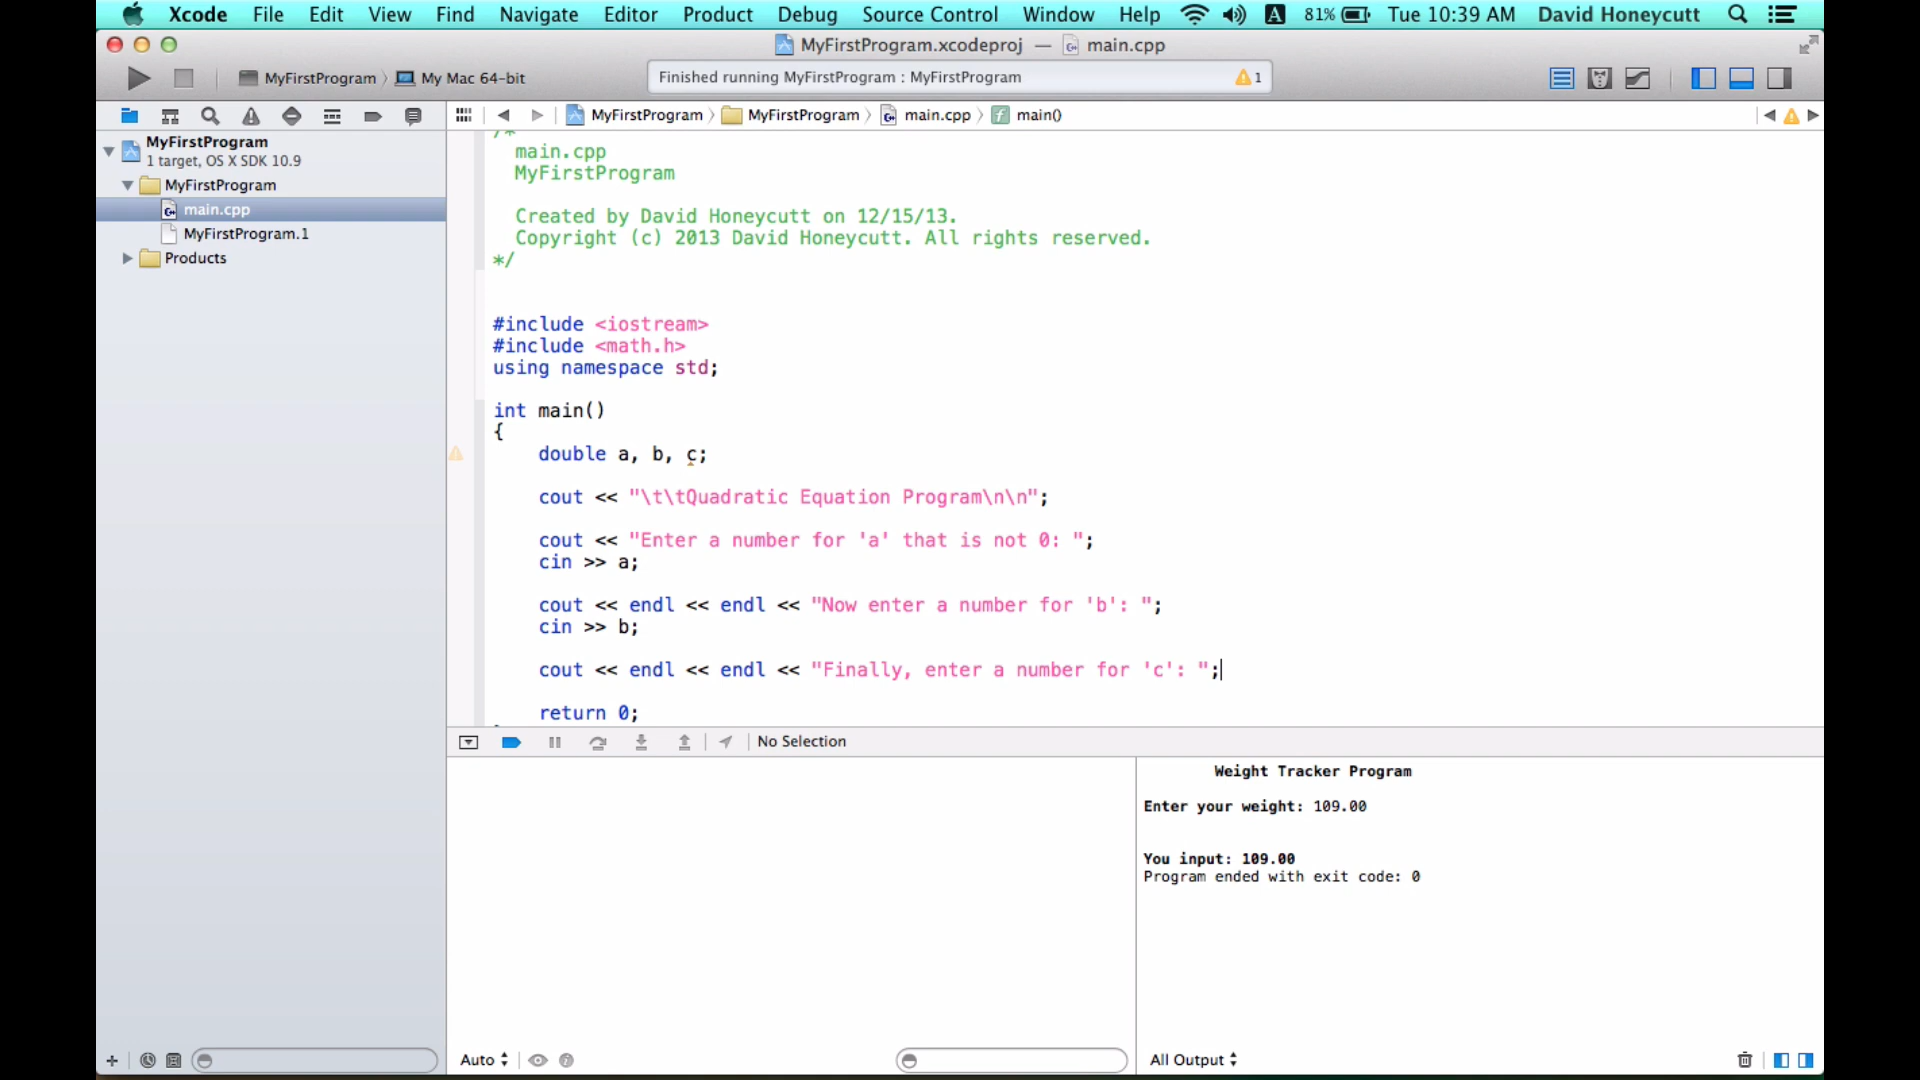 Xcode File Edit View Find Navigate Editor Product Debug Source Control Window Help A 81% Tue 10:39 AM David Honeycutt
MyFirstProgram.xcodeproj — main.cpp
MyFirstProgram My Mac 64-bit
Finished running MyFirstProgram : MyFirstProgram 1
MyFirstProgram MyFirstProgram main.cpp main()
MyFirstProgram
1 target, OS X SDK 10.9
MyFirstProgram
main.cpp
MyFirstProgram.1
Products
/*
main.cpp
MyFirstProgram
Created by David Honeycutt on 12/15/13.
Copyright (c) 2013 David Honeycutt. All rights reserved.
*/
#include <iostream>
#include <math.h>
using namespace std;
int main()
{
double a, b, c;
cout << "\t\tQuadratic Equation Program\n\n";
cout << "Enter a number for 'a' that is not 0: ";
cin >> a;
cout << endl << endl << "Now enter a number for 'b': ";
cin >> b;
cout << endl << endl << "Finally, enter a number for 'c': ";
return 0;
No Selection
Weight Tracker Program
Enter your weight: 109.00
You input: 109.00
Program ended with exit code: 0
Auto
All Output